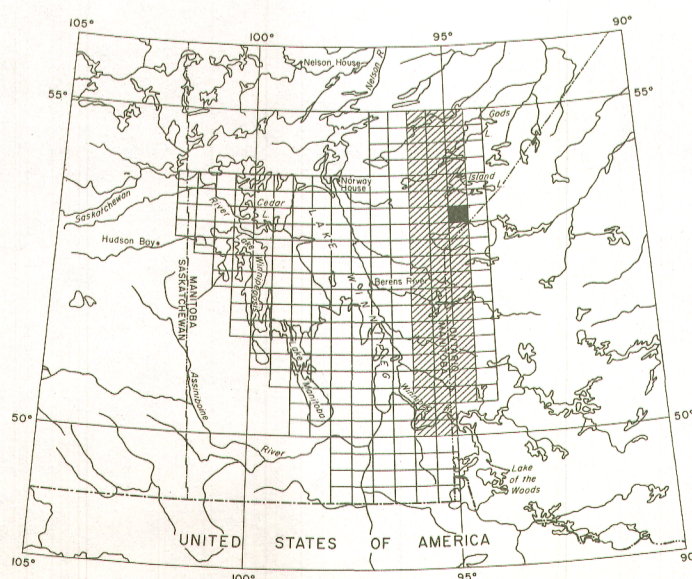 105°
100°
95°
90°
Nelson House
Nelson R
55°
55°
Gods
Island
L
Norway
House
Saskatchewan
River
Cedar
L.
LAKE
WINNIPEG
Hudson Bay
Lake
Winnipegosis
Berens River
MANITOBA
SASKATCHEWAN
ONTARIO
MANITOBA
Lake
Manitoba
Winnipeg
Assiniboine
River
50°
50°
Lake
of the
Woods
UNITED STATES OF AMERICA
105°
100°
95°
90°